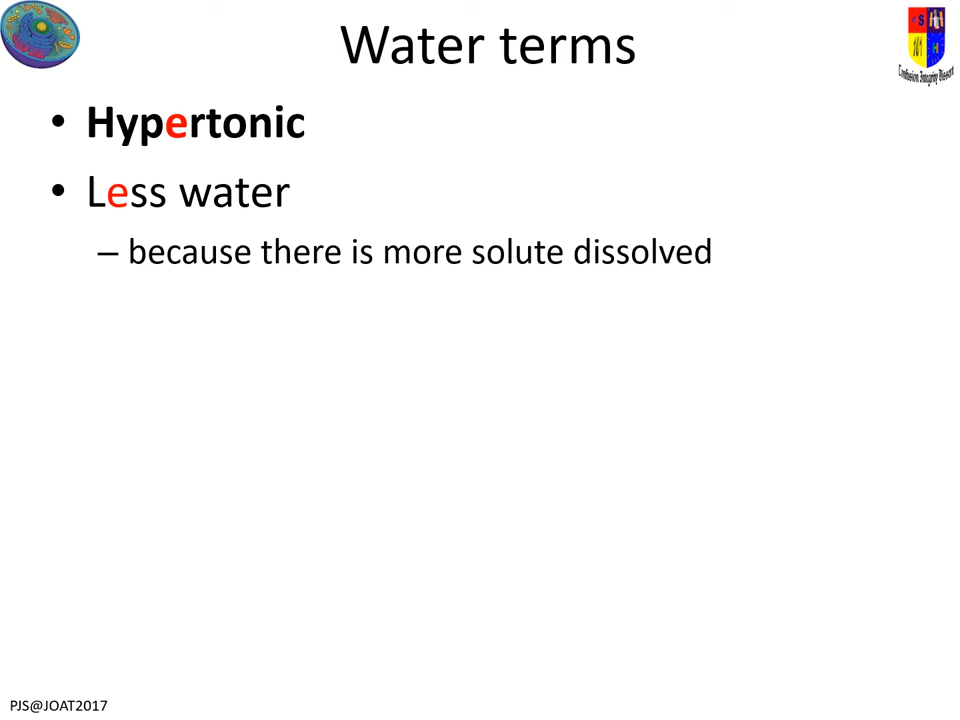 Water terms
• Hypertonic
• Less water
– because there is more solute dissolved
PJS@JOAT2017